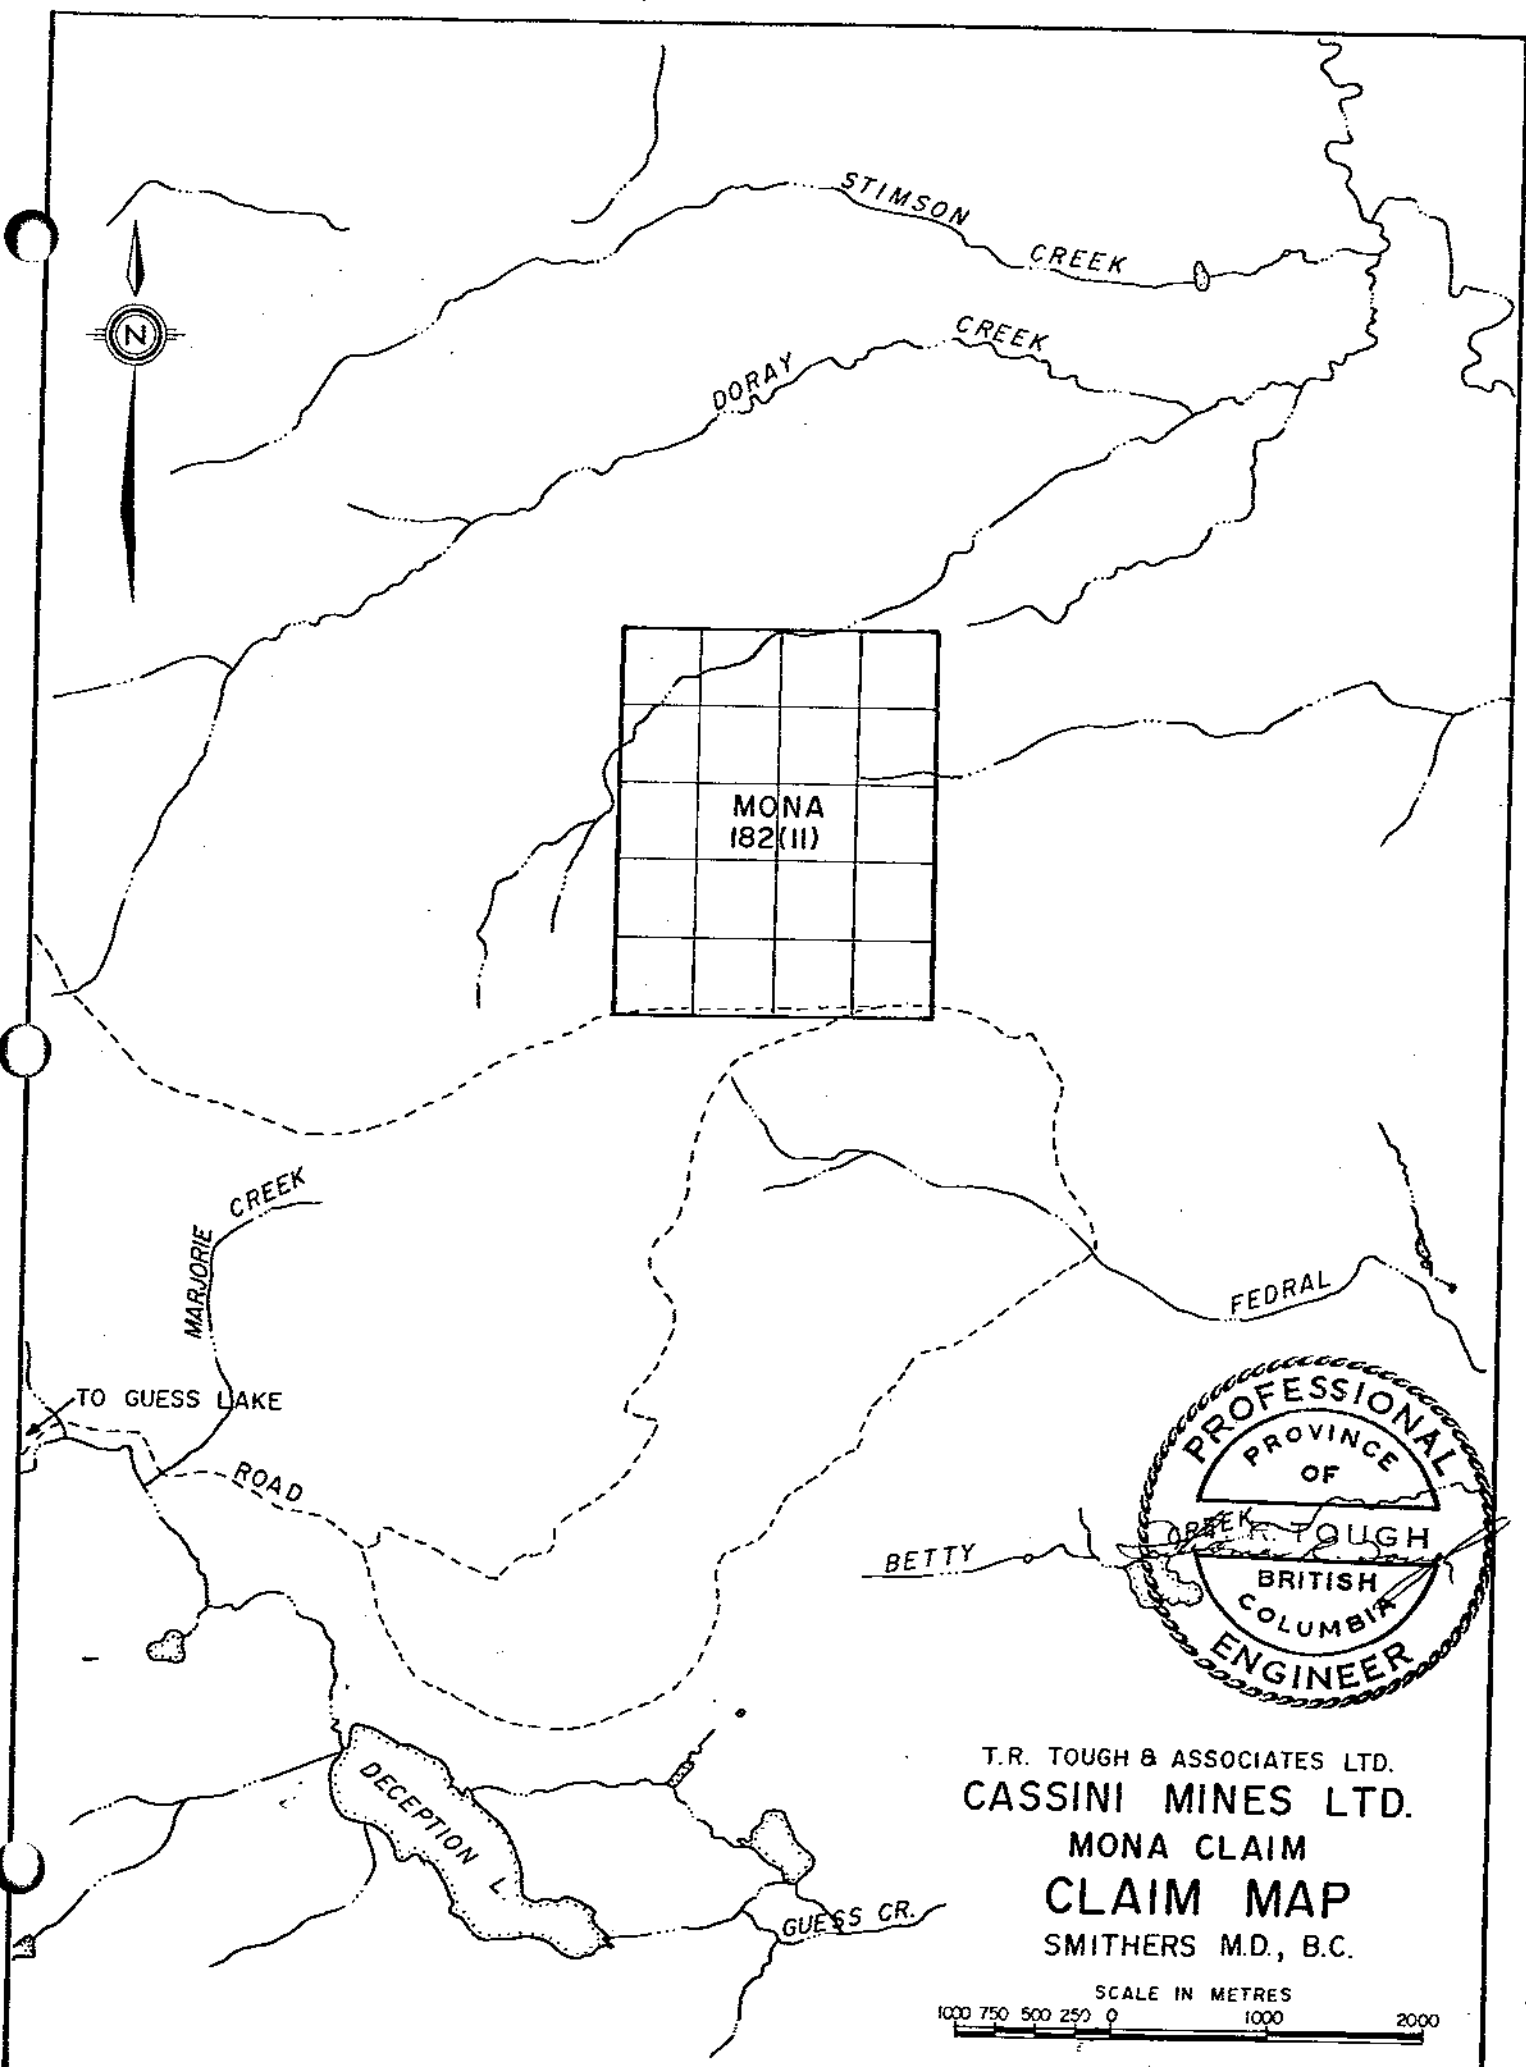 STIMSON CREEK
N
DORAY CREEK
MONA
182(11)
MARJORIE CREEK
FEDRAL
TO GUESS LAKE
ROAD
PROFESSIONAL
PROVINCE
OF
BETTY CREEK
R. TOUGH
BRITISH
COLUMBIA
ENGINEER
DECEPTION L
GUESS CR.
T.R. TOUGH & ASSOCIATES LTD.
CASSINI MINES LTD.
MONA CLAIM
CLAIM MAP
SMITHERS M.D., B.C.
SCALE IN METRES
1000 750 500 250 0 1000 2000